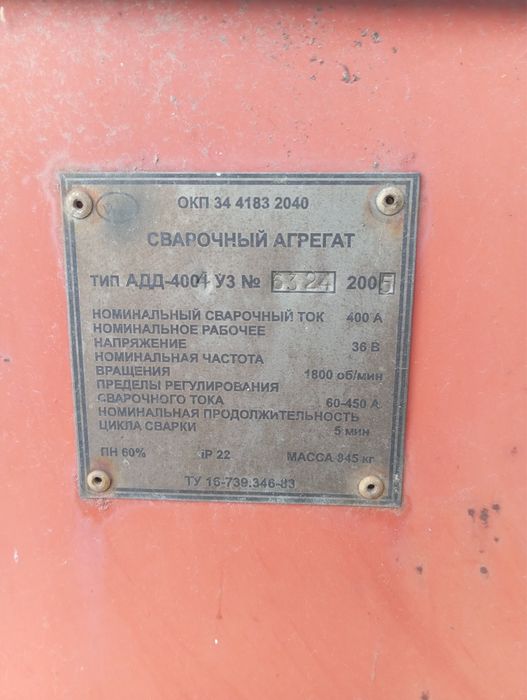 ОКП 34 4183 2040
СВАРОЧНЫЙ АГРЕГАТ
ТИП АДД-4004 У3 № 6324 2005
НОМИНАЛЬНЫЙ СВАРОЧНЫЙ ТОК 400 А
НОМИНАЛЬНОЕ РАБОЧЕЕ
НАПРЯЖЕНИЕ 36 В
НОМИНАЛЬНАЯ ЧАСТОТА
ВРАЩЕНИЯ 1800 об/мин
ПРЕДЕЛЫ РЕГУЛИРОВАНИЯ
СВАРОЧНОГО ТОКА 60-450 А
НОМИНАЛЬНАЯ ПРОДОЛЖИТЕЛЬНОСТЬ
ЦИКЛА СВАРКИ 5 мин
ПН 60% IP 22 МАССА 845 кг
ТУ 16-739.346-83